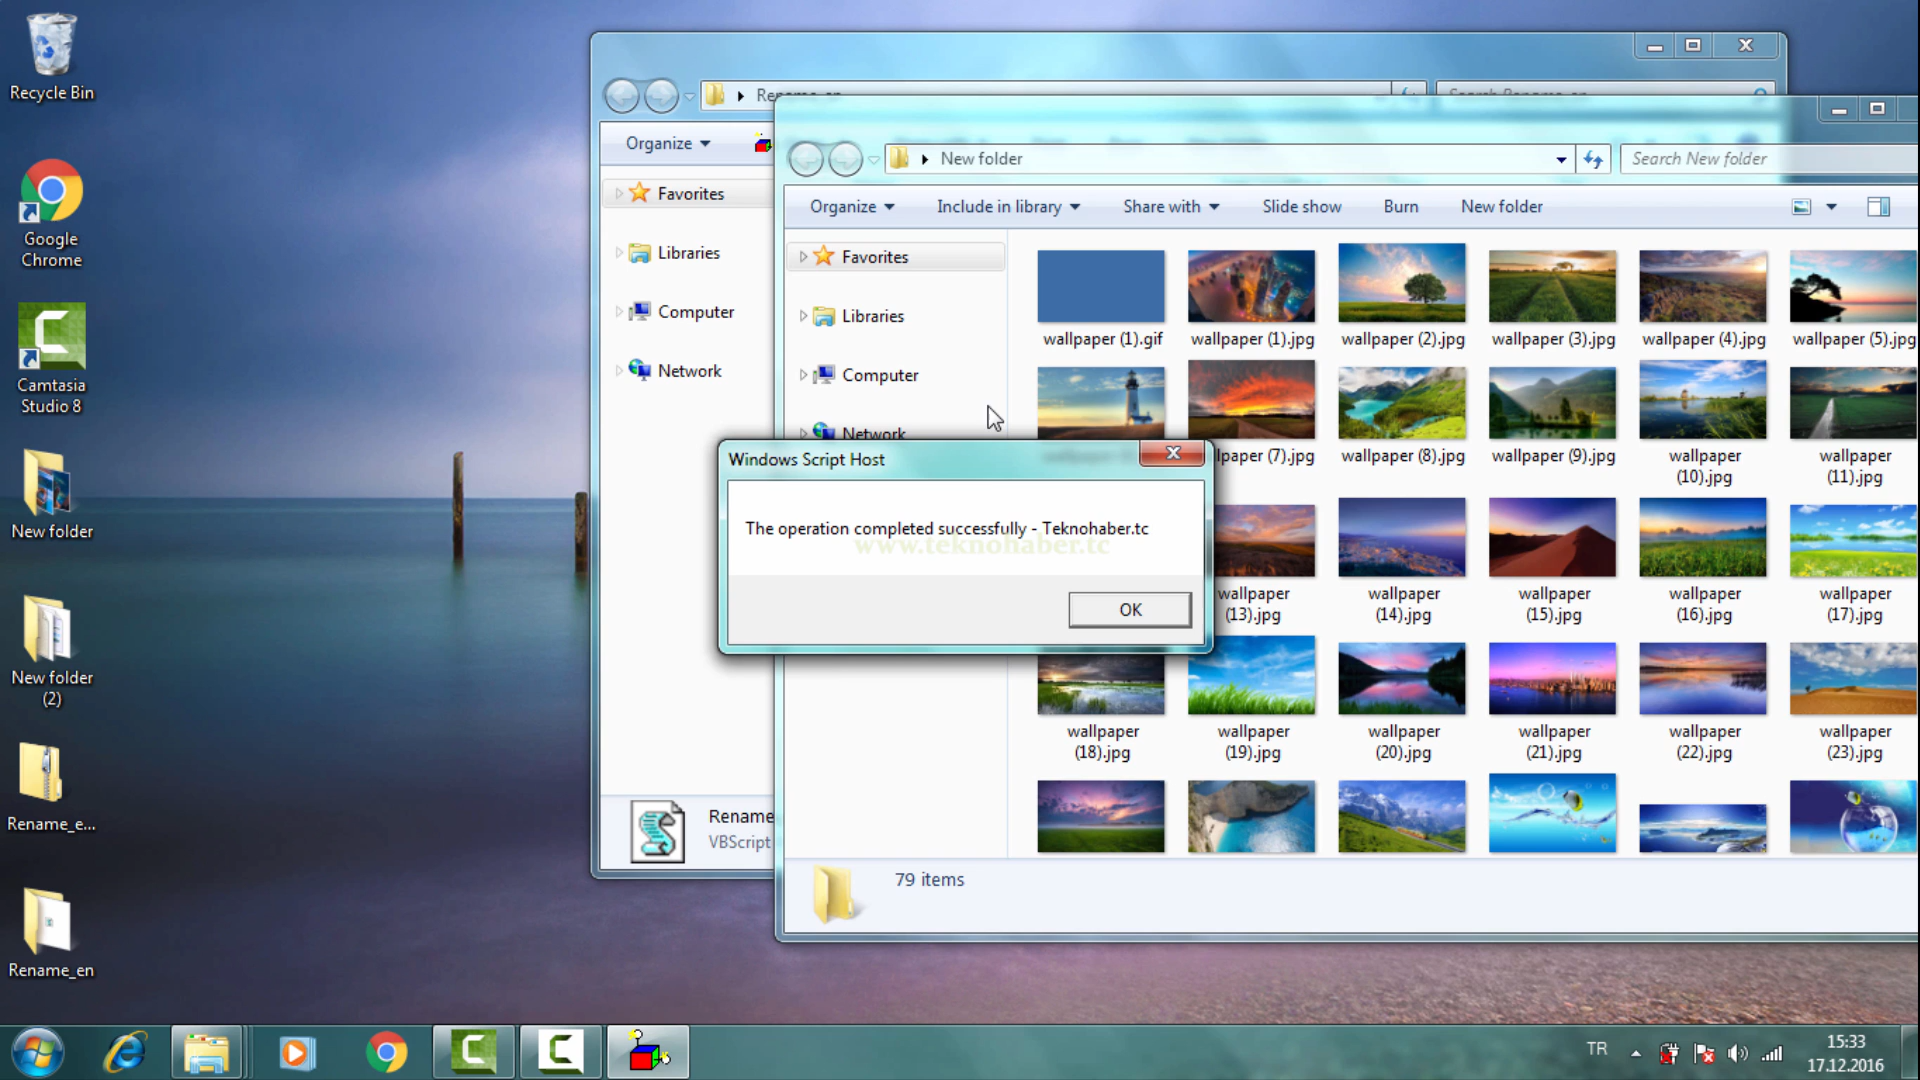 Recycle Bin
Google
Chrome
Camtasia
Studio 8
New folder
New folder
(2)
Rename_e...
Rename_en
Rename_en
Search Rename_en
Organize
Favorites
Libraries
Computer
Network
Rename
VBScript
New folder
Search New folder
Organize
Include in library
Share with
Slide show
Burn
New folder
Favorites
Libraries
Computer
Network
wallpaper (1).gif
wallpaper (1).jpg
wallpaper (2).jpg
wallpaper (3).jpg
wallpaper (4).jpg
wallpaper (5).jpg
lpaper (7).jpg
wallpaper (8).jpg
wallpaper (9).jpg
wallpaper
(10).jpg
wallpaper
(11).jpg
wallpaper
(13).jpg
wallpaper
(14).jpg
wallpaper
(15).jpg
wallpaper
(16).jpg
wallpaper
(17).jpg
wallpaper
(18).jpg
wallpaper
(19).jpg
wallpaper
(20).jpg
wallpaper
(21).jpg
wallpaper
(22).jpg
wallpaper
(23).jpg
79 items
Windows Script Host
The operation completed successfully - Teknohaber.tc
www.teknohaber.tc
OK
TR
15:33
17.12.2016